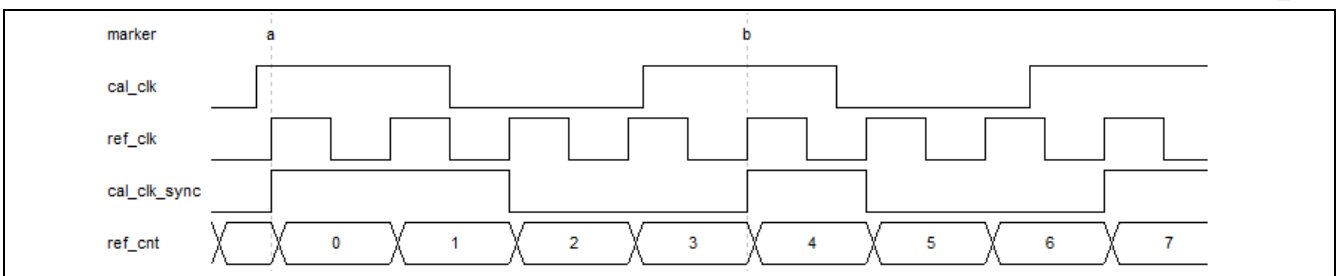 marker a b
cal_clk
ref_clk
cal_clk_sync
ref_cnt 0 1 2 3 4 5 6 7